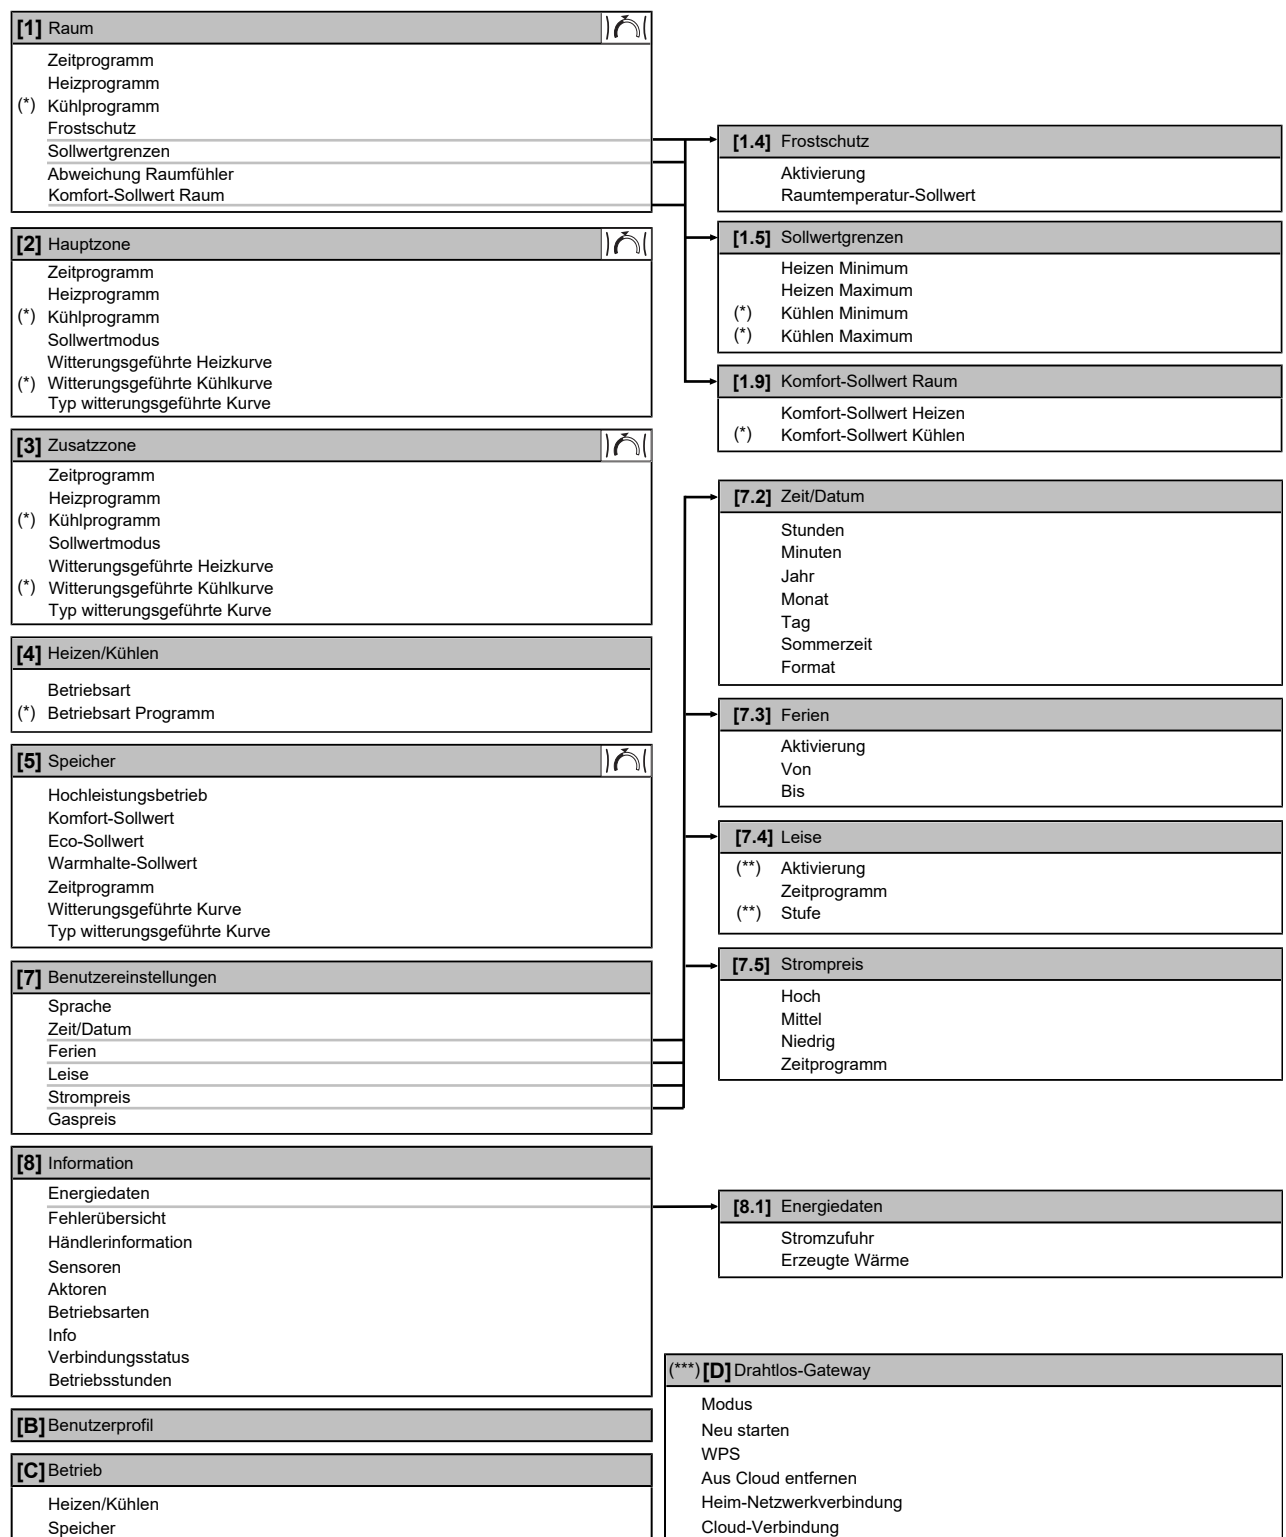 [1] Raum
Zeitprogramm
Heizprogramm
(*) Kühlprogramm
Frostschutz
Sollwertgrenzen
Abweichung Raumfühler
Komfort-Sollwert Raum
[2] Hauptzone
Zeitprogramm
Heizprogramm
(*) Kühlprogramm
Sollwertmodus
Witterungsgeführte Heizkurve
(*) Witterungsgeführte Kühlkurve
Typ witterungsgeführte Kurve
[3] Zusatzzone
Zeitprogramm
Heizprogramm
(*) Kühlprogramm
Sollwertmodus
Witterungsgeführte Heizkurve
(*) Witterungsgeführte Kühlkurve
Typ witterungsgeführte Kurve
[4] Heizen/Kühlen
Betriebsart
(*) Betriebsart Programm
[5] Speicher
Hochleistungsbetrieb
Komfort-Sollwert
Eco-Sollwert
Warmhalte-Sollwert
Zeitprogramm
Witterungsgeführte Kurve
Typ witterungsgeführte Kurve
[7] Benutzereinstellungen
Sprache
Zeit/Datum
Ferien
Leise
Strompreis
Gaspreis
[8] Information
Energiedaten
Fehlerübersicht
Händlerinformation
Sensoren
Aktoren
Betriebsarten
Info
Verbindungsstatus
Betriebsstunden
[B] Benutzerprofil
[C] Betrieb
Heizen/Kühlen
Speicher
[1.4] Frostschutz
Aktivierung
Raumtemperatur-Sollwert
[1.5] Sollwertgrenzen
Heizen Minimum
Heizen Maximum
(*) Kühlen Minimum
(*) Kühlen Maximum
[1.9] Komfort-Sollwert Raum
Komfort-Sollwert Heizen
(*) Komfort-Sollwert Kühlen
[7.2] Zeit/Datum
Stunden
Minuten
Jahr
Monat
Tag
Sommerzeit
Format
[7.3] Ferien
Aktivierung
Von
Bis
[7.4] Leise
(**) Aktivierung
Zeitprogramm
(**) Stufe
[7.5] Strompreis
Hoch
Mittel
Niedrig
Zeitprogramm
[8.1] Energiedaten
Stromzufuhr
Erzeugte Wärme
(***) [D] Drahtlos-Gateway
Modus
Neu starten
WPS
Aus Cloud entfernen
Heim-Netzwerkverbindung
Cloud-Verbindung